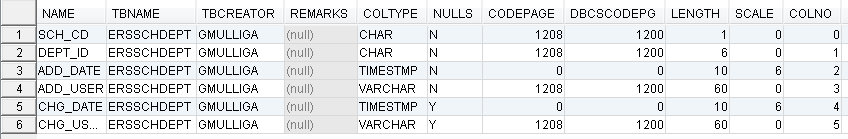 NAME TBNAME TBCREATOR REMARKS COLTYPE NULLS CODEPAGE DBCSCODEPG LENGTH SCALE COLNO
1 SCH_CD ERSSCHDEPT GMULLIGA (null) CHAR N 1208 1200 1 0 0
2 DEPT_ID ERSSCHDEPT GMULLIGA (null) CHAR N 1208 1200 6 0 1
3 ADD_DATE ERSSCHDEPT GMULLIGA (null) TIMESTMP N 0 0 10 6 2
4 ADD_USER ERSSCHDEPT GMULLIGA (null) VARCHAR N 1208 1200 60 0 3
5 CHG_DATE ERSSCHDEPT GMULLIGA (null) TIMESTMP Y 0 0 10 6 4
6 CHG_US... ERSSCHDEPT GMULLIGA (null) VARCHAR Y 1208 1200 60 0 5